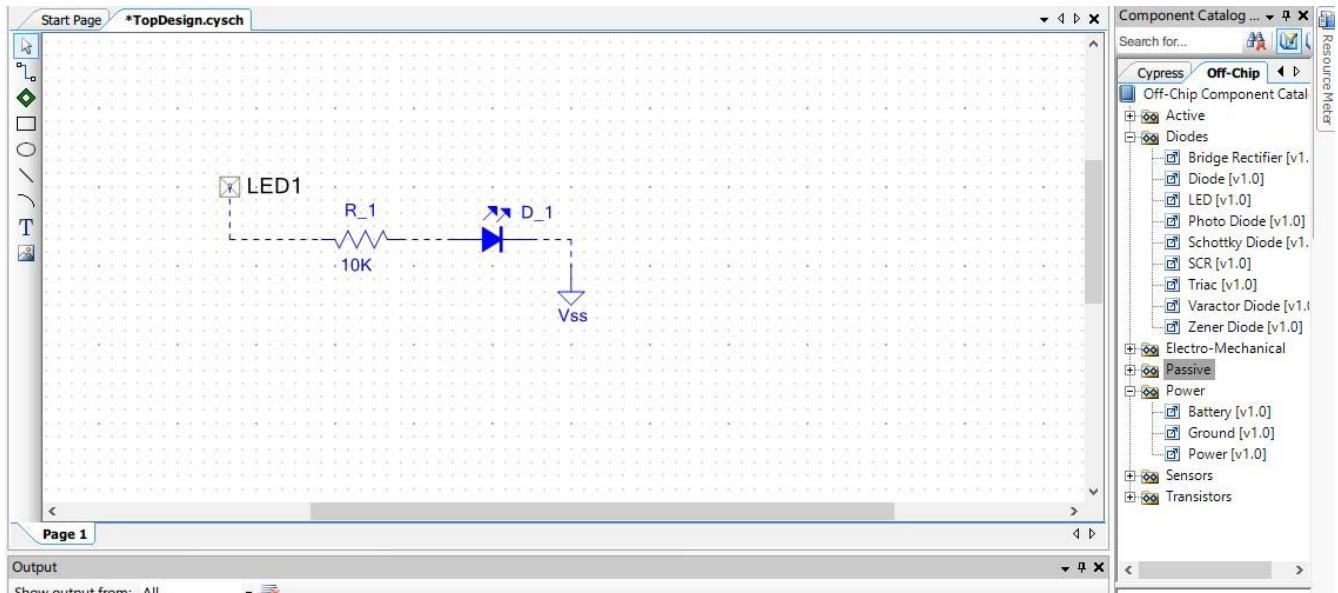 Start Page
*TopDesign.cysch
Component Catalog ...
Search for...
Cypress
Off-Chip
Resource Meter
Off-Chip Component Catal
Active
Diodes
Bridge Rectifier [v1.
Diode [v1.0]
LED [v1.0]
Photo Diode [v1.0]
Schottky Diode [v1.
SCR [v1.0]
Triac [v1.0]
Varactor Diode [v1.0
Zener Diode [v1.0]
Electro-Mechanical
Passive
Power
Battery [v1.0]
Ground [v1.0]
Power [v1.0]
Sensors
Transistors
T
LED1
R_1
D_1
10K
Vss
Page 1
Output
Show output from: All